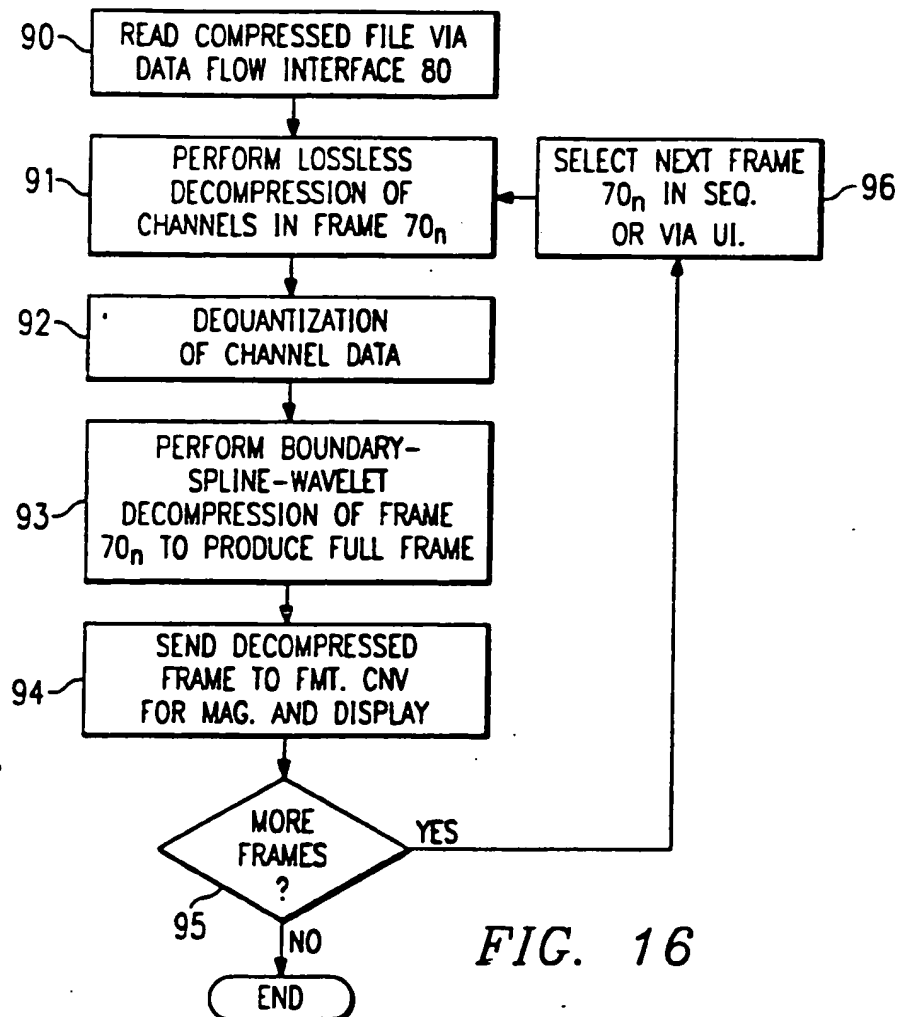 90
READ COMPRESSED FILE VIA
DATA FLOW INTERFACE 80
91
PERFORM LOSSLESS
DECOMPRESSION OF
CHANNELS IN FRAME 70n
SELECT NEXT FRAME
70n IN SEQ.
OR VIA UI.
96
92
DEQUANTIZATION
OF CHANNEL DATA
93
PERFORM BOUNDARY-
SPLINE-WAVELET
DECOMPRESSION OF FRAME
70n TO PRODUCE FULL FRAME
94
SEND DECOMPRESSED
FRAME TO FMT. CNV
FOR MAG. AND DISPLAY
MORE
FRAMES
?
YES
95
NO
END
FIG. 16